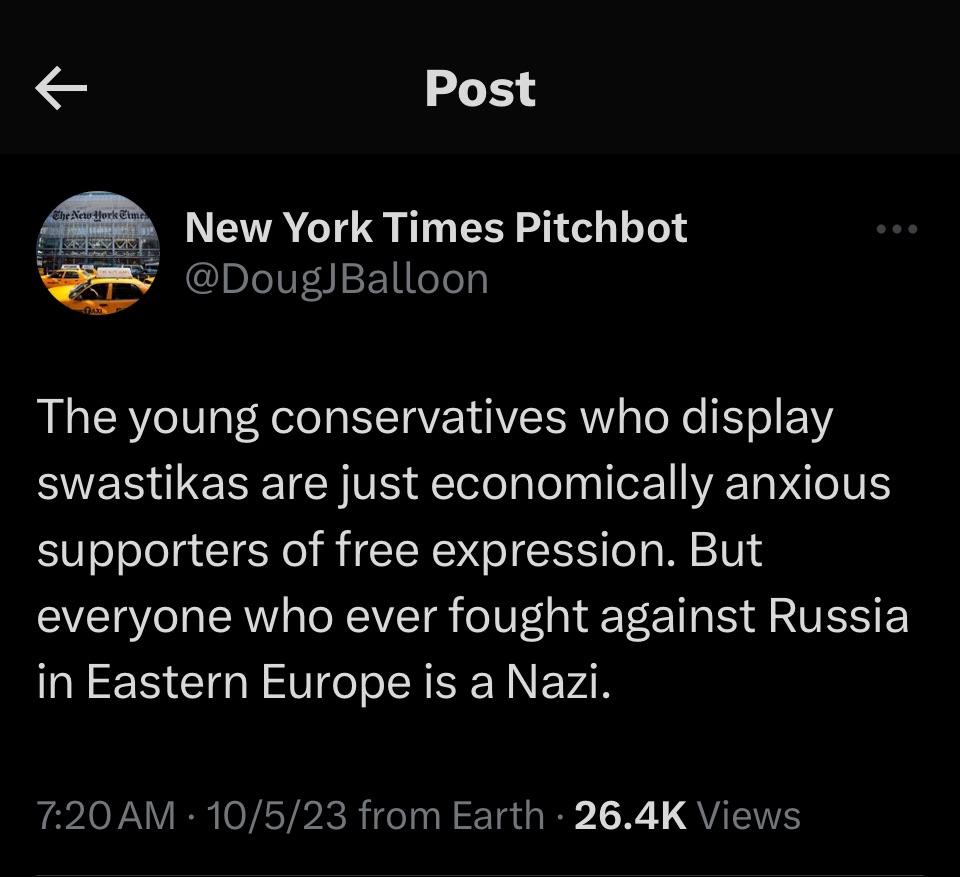 Post
The New York Times
New York Times Pitchbot
@DougJBalloon
The young conservatives who display
swastikas are just economically anxious
supporters of free expression. But
everyone who ever fought against Russia
in Eastern Europe is a Nazi.
7:20 AM · 10/5/23 from Earth · 26.4K Views